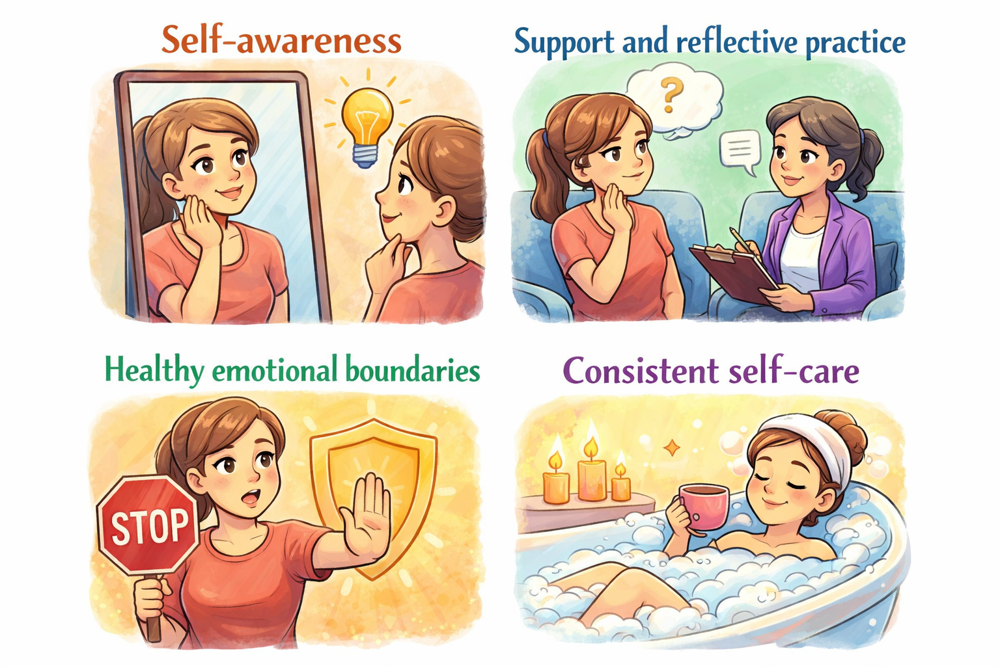 Self-awareness
Support and reflective practice
?
Healthy emotional boundaries
STOP
Consistent self-care